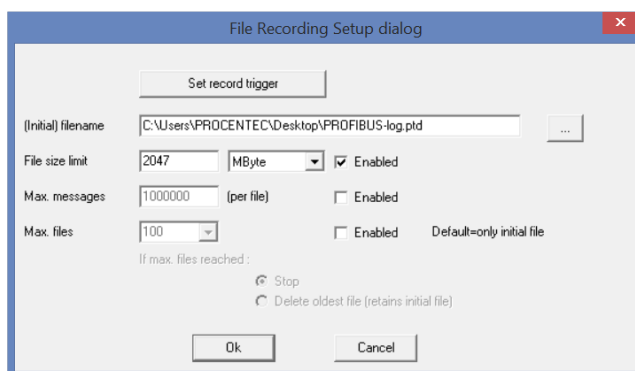 File Recording Setup dialog
Set record trigger
(Initial) filename C:\Users\PROCENTEC\Desktop\PROFIBUS-log.ptd ...
File size limit 2047 MByte Enabled
Max. messages 1000000 (per file) Enabled
Max. files 100 Enabled Default=only initial file
If max. files reached :
Stop
Delete oldest file (retains initial file)
Ok Cancel